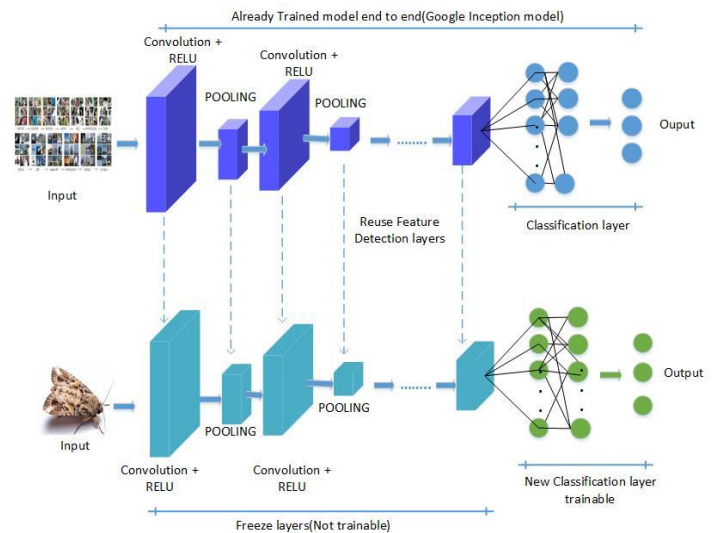 Already Trained model end to end(Google Inception model)
Convolution +
RELU
Convolution +
RELU
POOLING
POOLING
Input
Ouput
Classification layer
Reuse Feature
Detection layers
Input
POOLING
POOLING
Output
Convolution +
RELU
Convolution +
RELU
New Classification layer
trainable
Freeze layers(Not trainable)